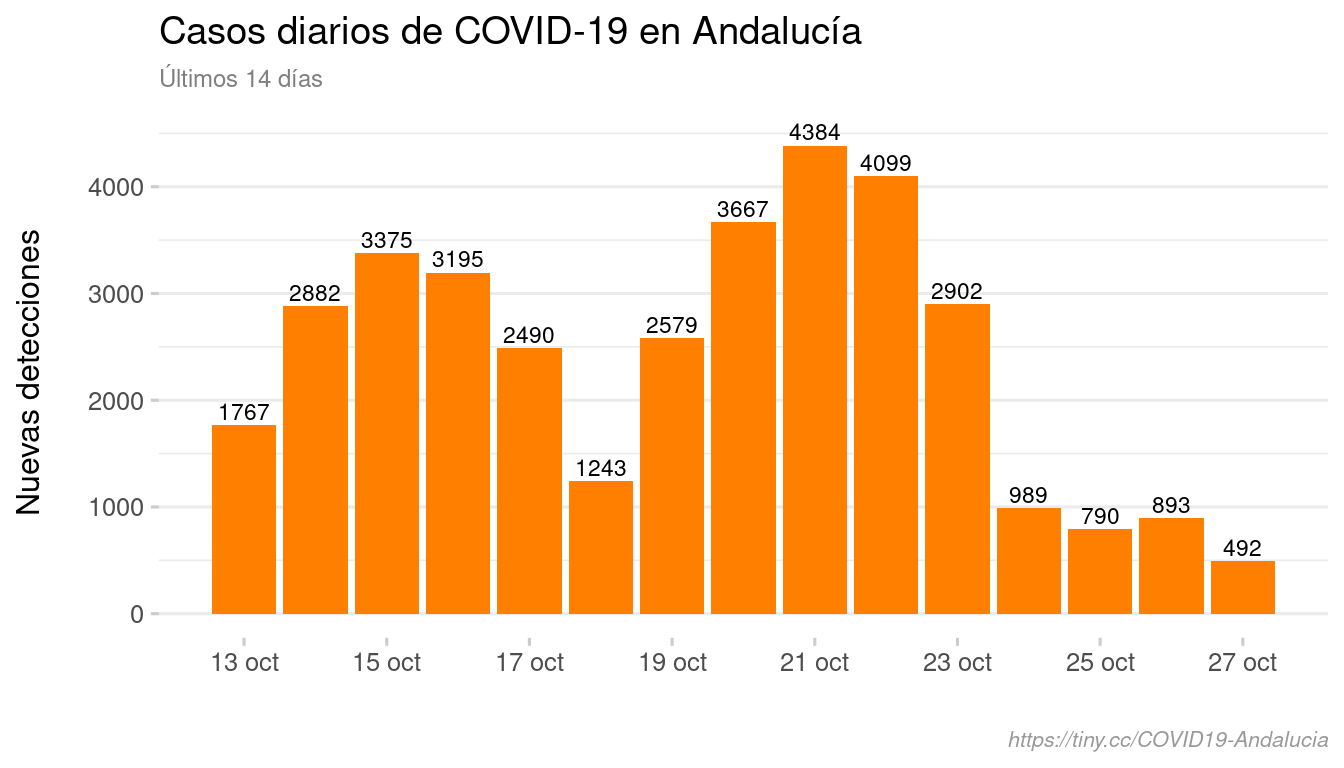 Casos diarios de COVID-19 en Andalucía
Últimos 14 días
Nuevas detecciones
4000
3000
2000
1000
0
1767
2882
3375
3195
2490
1243
2579
3667
4384
4099
2902
989
790
893
492
13 oct
15 oct
17 oct
19 oct
21 oct
23 oct
25 oct
27 oct
https://tiny.cc/COVID19-Andalucia